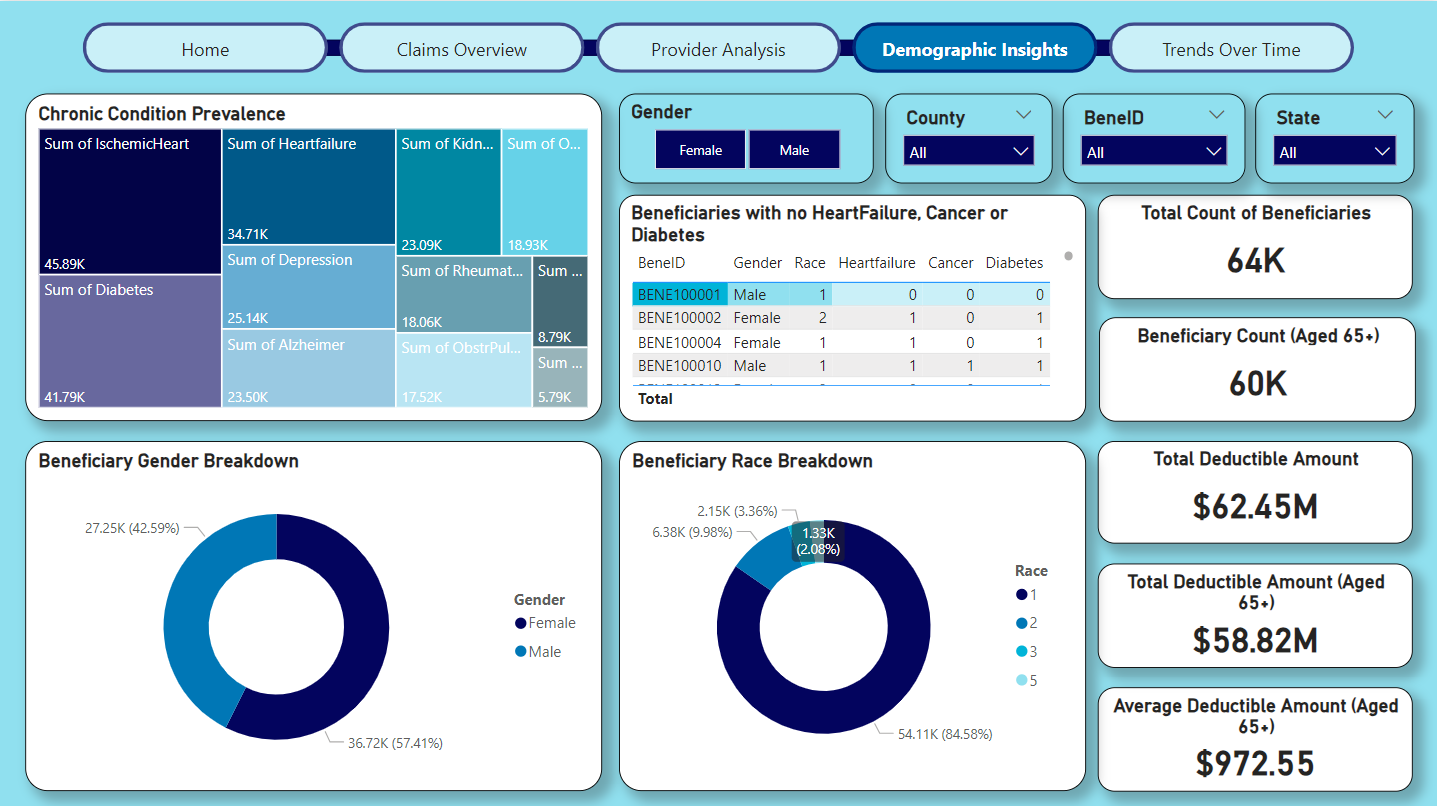 Home
Claims Overview
Provider Analysis
Demographic Insights
Trends Over Time
Chronic Condition Prevalence
Sum of IschemicHeart
45.89K
Sum of Diabetes
41.79K
Sum of Heartfailure
34.71K
Sum of Depression
25.14K
Sum of Alzheimer
23.50K
Sum of Kidn...
23.09K
Sum of O...
18.93K
Sum of Rheumat...
18.06K
Sum of ObstrPul...
17.52K
Sum ...
8.79K
Sum ...
5.79K
Gender
Female
Male
County
All
BeneID
All
State
All
Beneficiaries with no HeartFailure, Cancer or
Diabetes
BeneID Gender Race Heartfailure Cancer Diabetes
BENE100001 Male 1 0 0 0
BENE100002 Female 2 1 0 1
BENE100004 Female 1 1 0 1
BENE100010 Male 1 1 1 1
Total
Total Count of Beneficiaries
64K
Beneficiary Count (Aged 65+)
60K
Beneficiary Gender Breakdown
27.25K (42.59%)
36.72K (57.41%)
Gender
Female
Male
Beneficiary Race Breakdown
2.15K (3.36%)
6.38K (9.98%)
1.33K
(2.08%)
54.11K (84.58%)
Race
1
2
3
5
Total Deductible Amount
$62.45M
Total Deductible Amount (Aged
65+)
$58.82M
Average Deductible Amount (Aged
65+)
$972.55